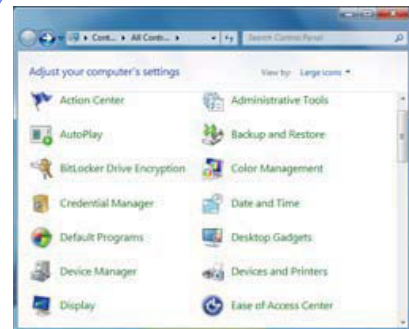 Cont... All Contr...
Search Control Panel
Adjust your computer's settings
View by: Large icons
Action Center
Administrative Tools
AutoPlay
Backup and Restore
BitLocker Drive Encryption
Color Management
Credential Manager
Date and Time
Default Programs
Desktop Gadgets
Device Manager
Devices and Printers
Display
Ease of Access Center